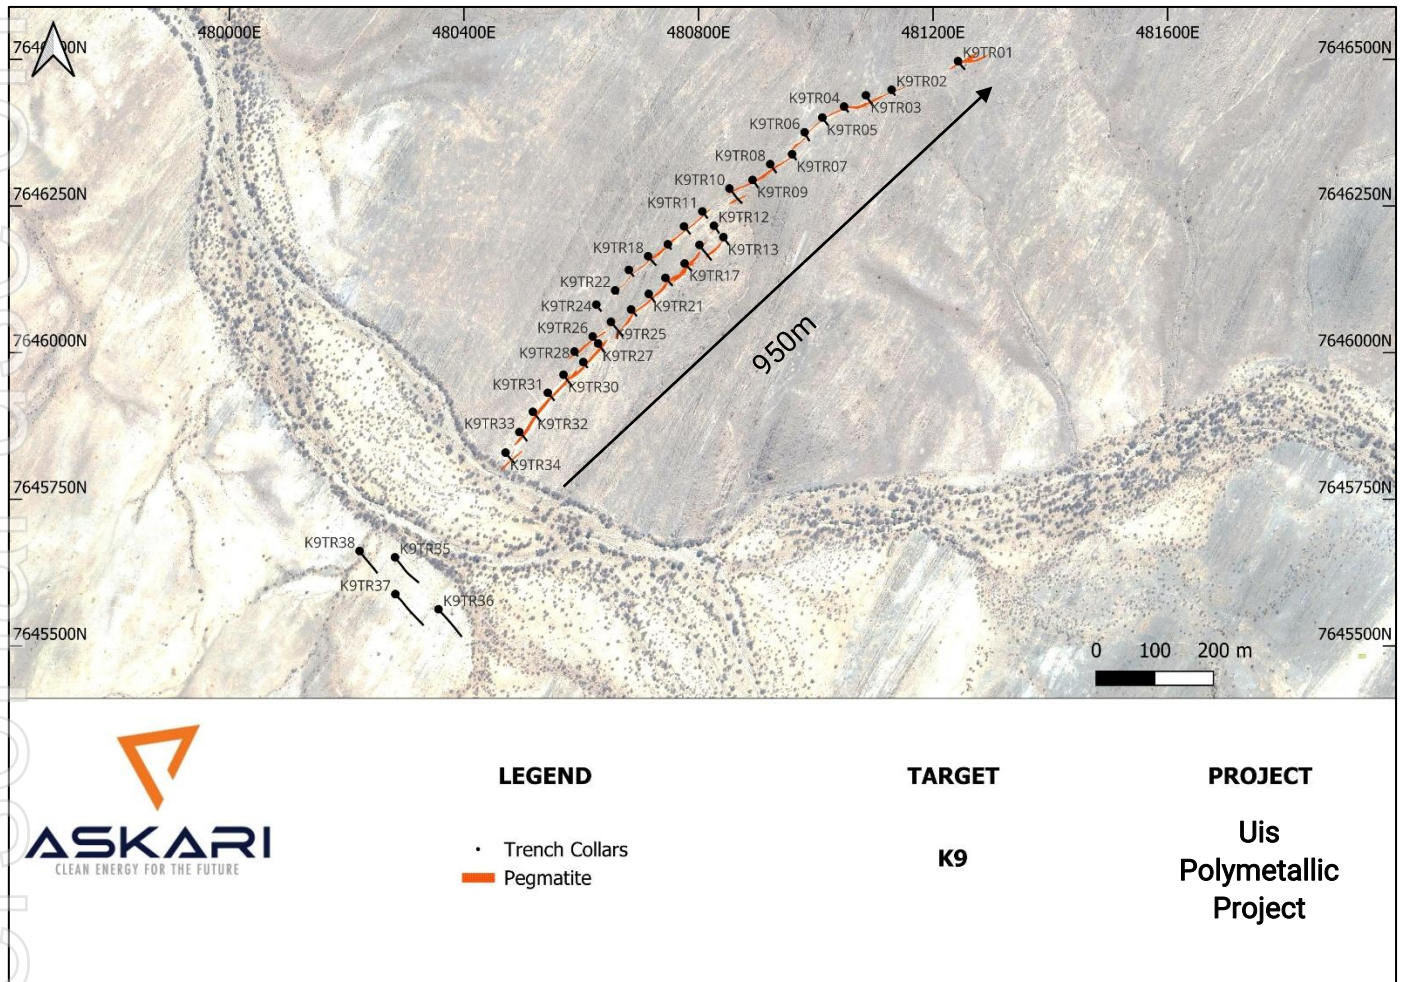 480000E
480400E
480800E
481200E
481600E
7646500N
K9TR01
K9TR02
K9TR04
K9TR03
K9TR06
K9TR05
K9TR08
K9TR07
K9TR10
K9TR09
7646250N
7646250N
K9TR11
K9TR12
K9TR18
K9TR13
K9TR22
K9TR17
K9TR24
K9TR21
K9TR26
K9TR25
7646000N
7646000N
K9TR28
K9TR27
950m
K9TR31
K9TR30
K9TR33
K9TR32
K9TR34
7645750N
7645750N
K9TR38
K9TR35
K9TR37
K9TR36
7645500N
7645500N
0 100 200 m
ASKARI
CLEAN ENERGY FOR THE FUTURE
LEGEND
Trench Collars
Pegmatite
TARGET
K9
PROJECT
Uis
Polymetallic
Project